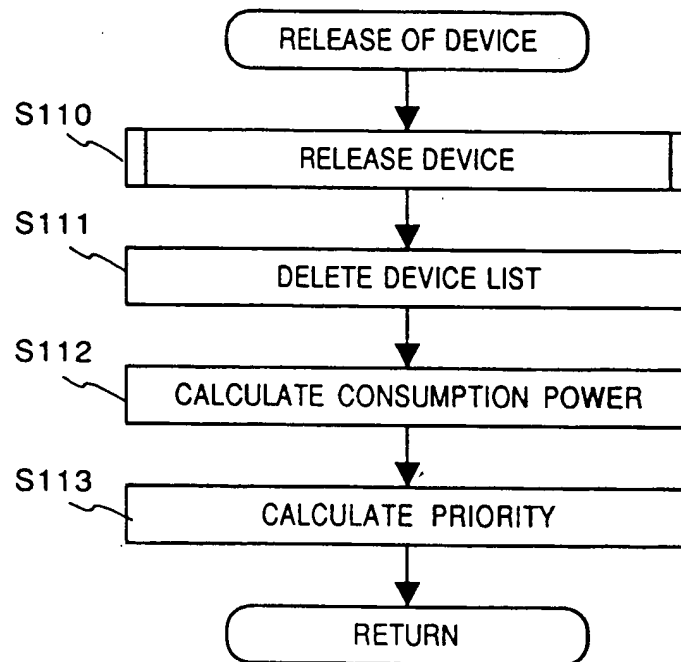 RELEASE OF DEVICE
S110
RELEASE DEVICE
S111
DELETE DEVICE LIST
S112
CALCULATE CONSUMPTION POWER
S113
CALCULATE PRIORITY
RETURN